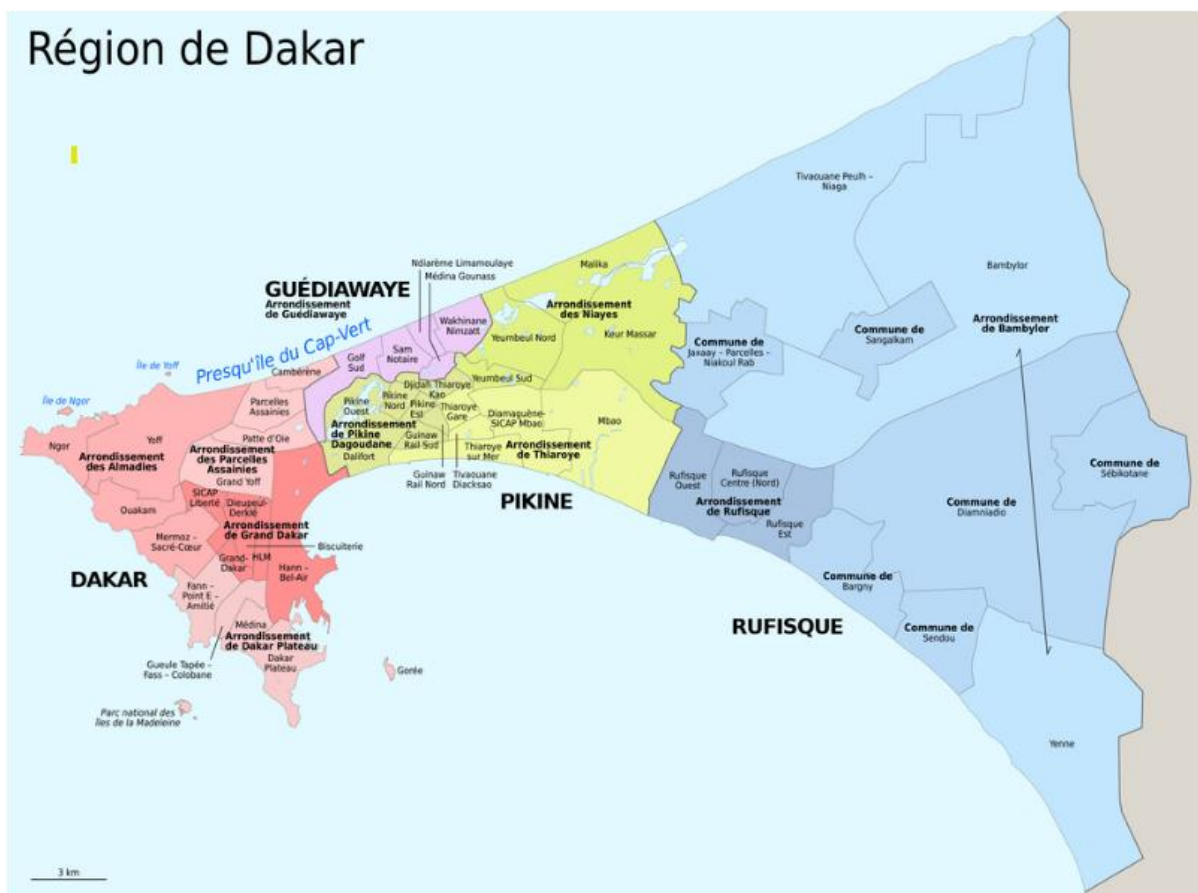 Région de Dakar
Tivaouane Peulh –
Niaga
Ndiarème Limamoulaye
Médina Gounass
Malika
Bambylor
GUÉDIAWAYE
Arrondissement
de Guédiawaye
Arrondissement
des Niayes
Wakhinane
Nimzatt
Yeumbeul Nord
Keur Massar
Arrondissement
de Bambylor
Commune de
Sangalkam
Commune de
Jaxaay – Parcelles –
Niakoul Rab
Presqu'île du Cap-Vert
Île de Yoff
Golf
Sud
Sam
Notaire
Cambérène
Île de Ngor
Parcelles
Assainies
Yeumbeul Sud
Djidah Thiaroye
Kao
Pikine
Ouest
Pikine
Nord
Pikine
Est
Thiaroye
Gare
Diamaguène-
SICAP Mbao
Mbao
Ngor
Yoff
Patte d'Oie
Arrondissement
des Almadies
Arrondissement
des Parcelles
Assainies
Arrondissement
de Pikine
Dagoudane
Dalifort
Guinaw
Rail Sud
Thiaroye
sur Mer
Arrondissement
de Thiaroye
Guinaw
Rail Nord
Tivaouane
Diacksao
Grand Yoff
PIKINE
Rufisque
Ouest
Rufisque
Centre (Nord)
Arrondissement
de Rufisque
Rufisque
Est
Commune de
Sébikotane
Commune de
Diamniadio
Ouakam
SICAP
Liberté
Dieupeul-
Derklé
Arrondissement
de Grand Dakar
Mermoz –
Sacré-Cœur
Biscuiterie
Grand-
Dakar
HLM
Hann –
Bel-Air
DAKAR
Fann –
Point E –
Amitié
Commune de
Bargny
RUFISQUE
Commune de
Sendou
Médina
Arrondissement
de Dakar Plateau
Dakar
Plateau
Gueule Tapée –
Fass – Colobane
Gorée
Parc national des
îles de la Madeleine
Yenne
3 km